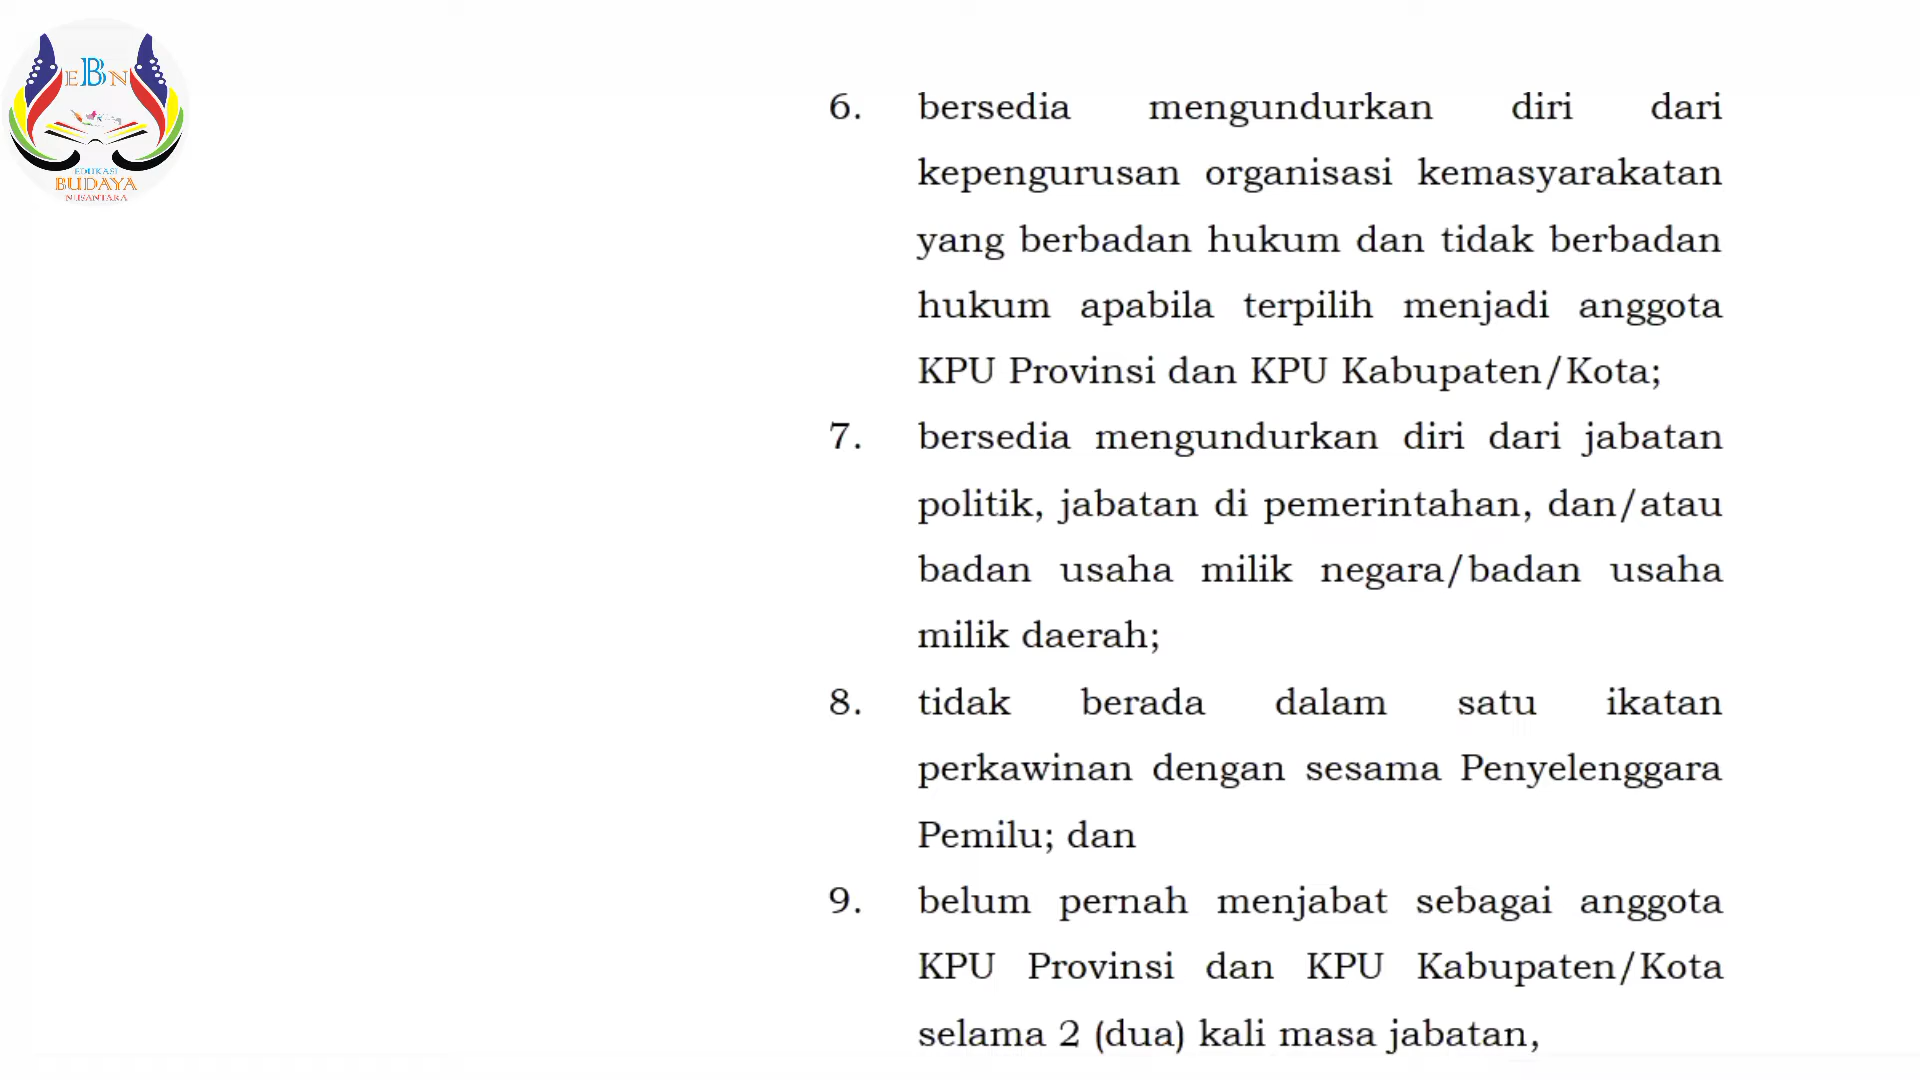 EBN
EDUKASI
BUDAYA
NUSANTARA
6. bersedia mengundurkan diri dari
kepengurusan organisasi kemasyarakatan
yang berbadan hukum dan tidak berbadan
hukum apabila terpilih menjadi anggota
KPU Provinsi dan KPU Kabupaten/Kota;
7. bersedia mengundurkan diri dari jabatan
politik, jabatan di pemerintahan, dan/atau
badan usaha milik negara/badan usaha
milik daerah;
8. tidak berada dalam satu ikatan
perkawinan dengan sesama Penyelenggara
Pemilu; dan
9. belum pernah menjabat sebagai anggota
KPU Provinsi dan KPU Kabupaten/Kota
selama 2 (dua) kali masa jabatan,